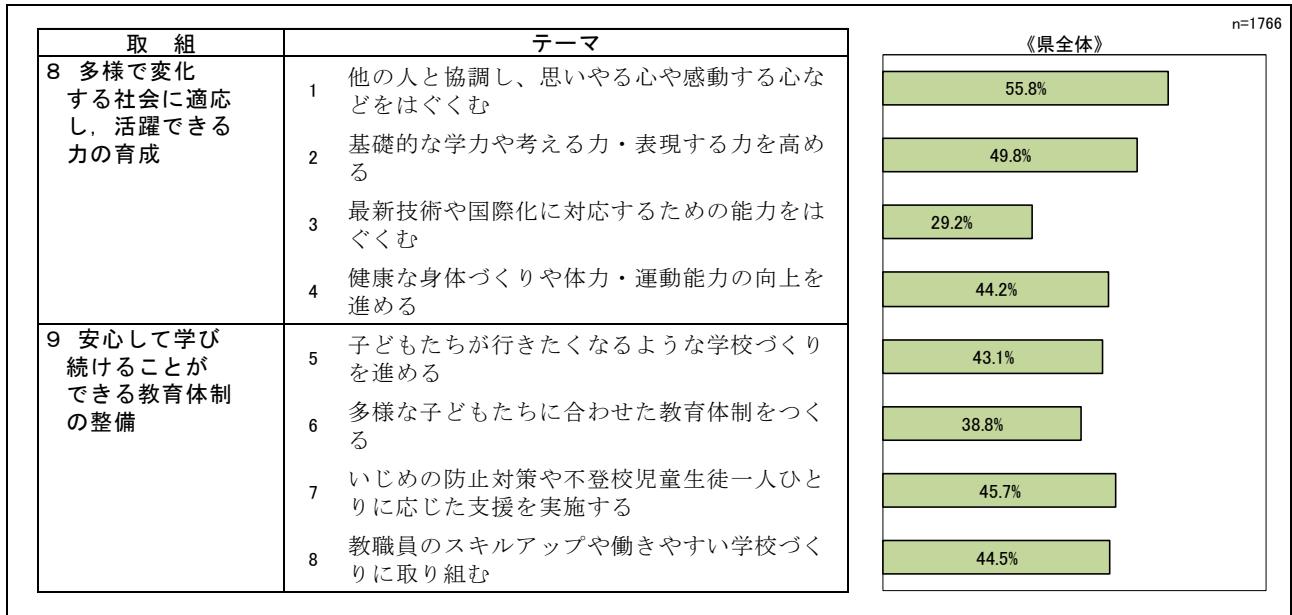 n=1766
取　組
テーマ
《県全体》
8　多様で変化
する社会に適応
し，活躍できる
力の育成
1　他の人と協調し、思いやる心や感動する心な
どをはぐくむ
55.8%
2　基礎的な学力や考える力・表現する力を高め
る
49.8%
3　最新技術や国際化に対応するための能力をは
ぐくむ
29.2%
4　健康な身体づくりや体力・運動能力の向上を
進める
44.2%
9　安心して学び
続けることが
できる教育体制
の整備
5　子どもたちが行きたくなるような学校づくり
を進める
43.1%
6　多様な子どもたちに合わせた教育体制をつく
る
38.8%
7　いじめの防止対策や不登校児童生徒一人ひと
りに応じた支援を実施する
45.7%
8　教職員のスキルアップや働きやすい学校づく
りに取り組む
44.5%